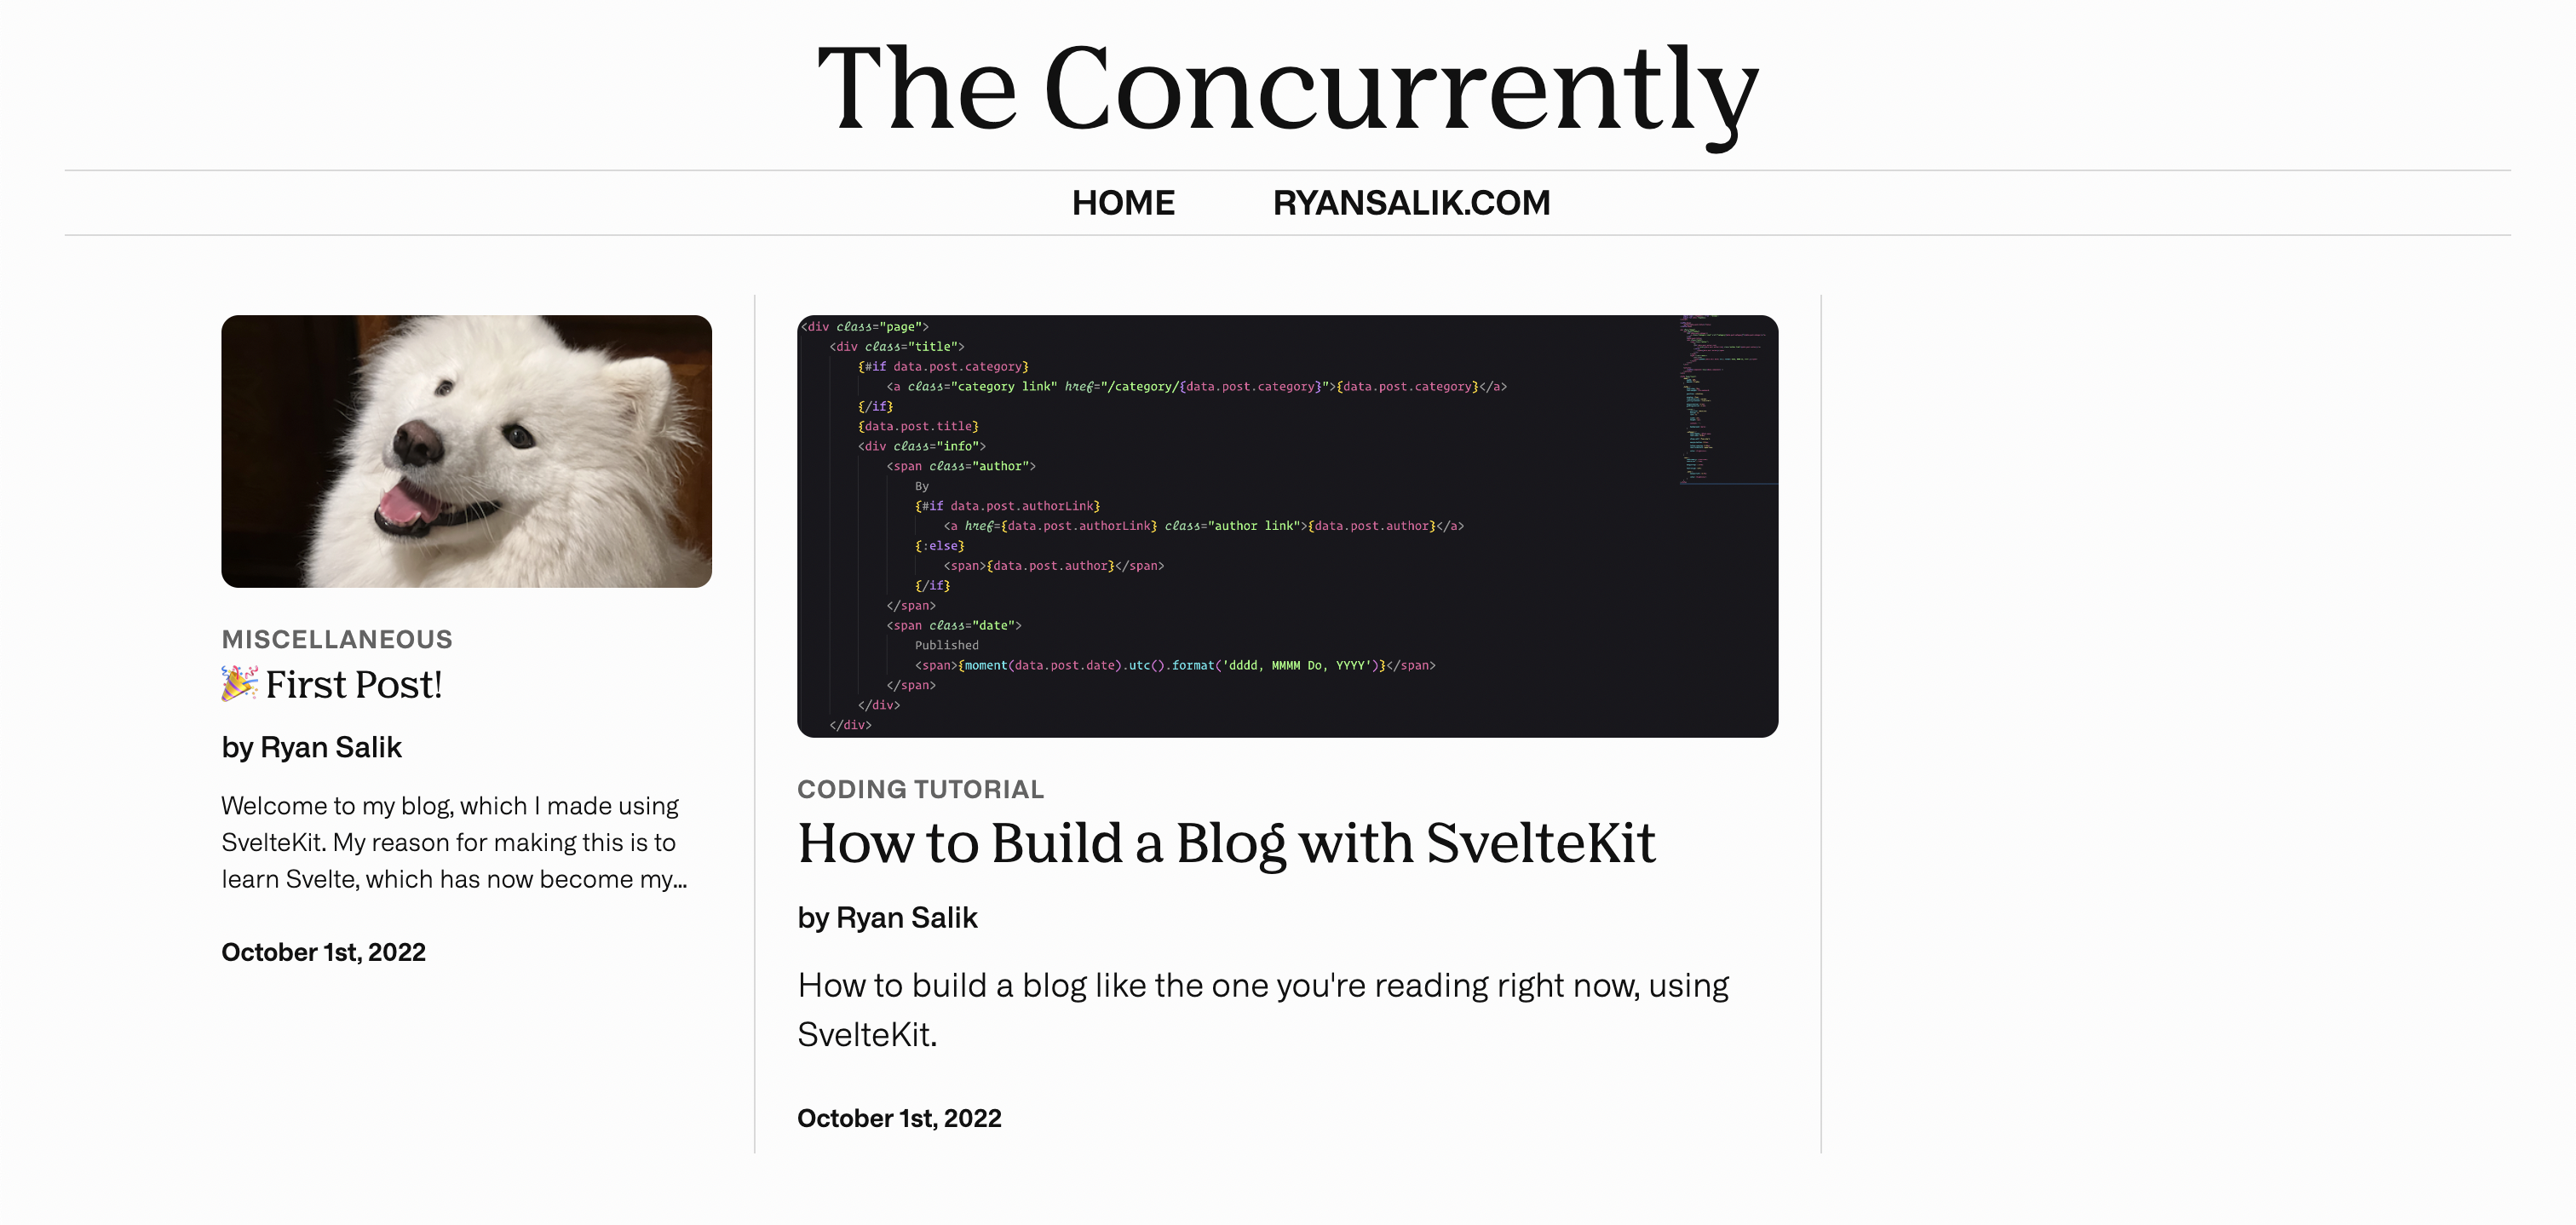 The Concurrently
HOME RYANSALIK.COM
MISCELLANEOUS
🎉 First Post!
by Ryan Salik
Welcome to my blog, which I made using
SvelteKit. My reason for making this is to
learn Svelte, which has now become my...
October 1st, 2022
<div class="page">
<div class="title">
{#if data.post.category}
<a class="category link" href="/category/{data.post.category}">{data.post.category}</a>
{/if}
{data.post.title}
<div class="info">
<span class="author">
By
{#if data.post.authorLink}
<a href={data.post.authorLink} class="author link">{data.post.author}</a>
{:else}
<span>{data.post.author}</span>
{/if}
</span>
<span class="date">
Published
<span>{moment(data.post.date).utc().format('dddd, MMMM Do, YYYY')}</span>
</span>
</div>
</div>
CODING TUTORIAL
How to Build a Blog with SvelteKit
by Ryan Salik
How to build a blog like the one you're reading right now, using
SvelteKit.
October 1st, 2022